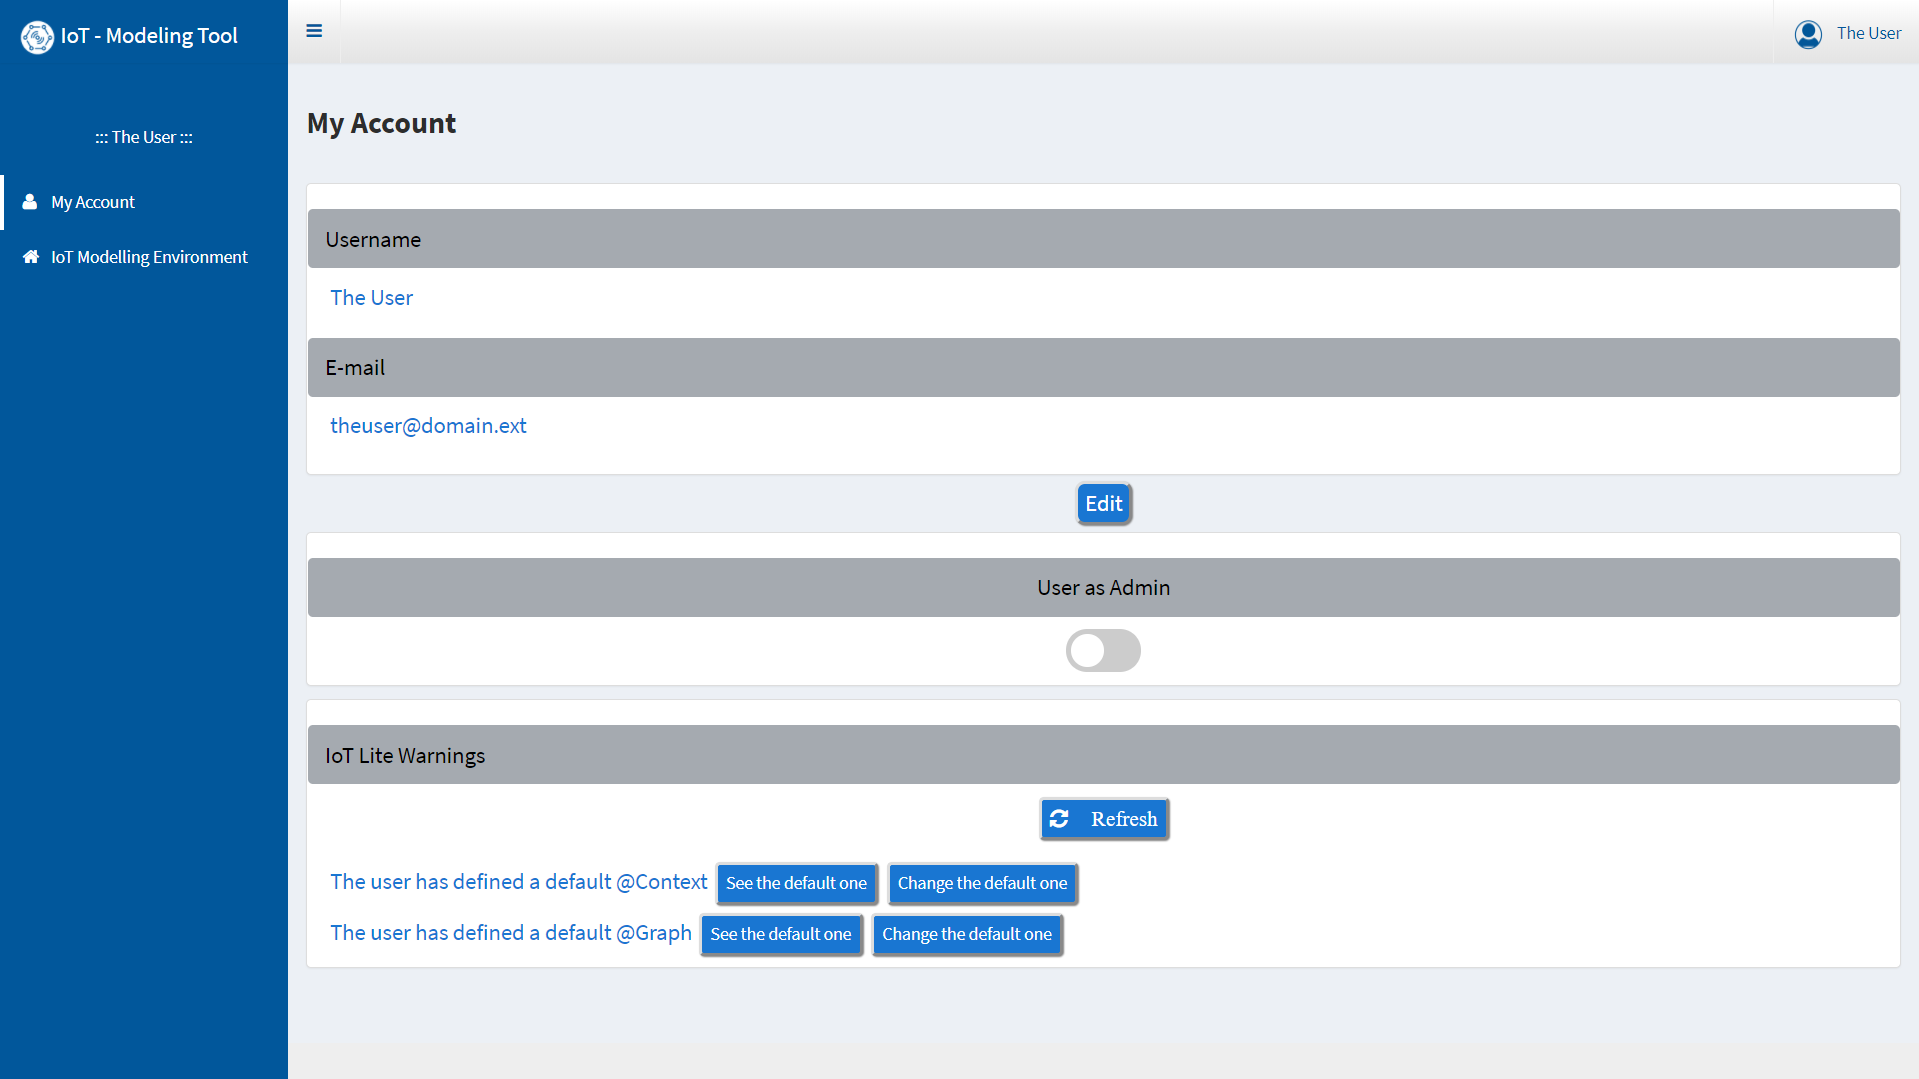 IoT - Modeling Tool
The User
::: The User :::
My Account
IoT Modelling Environment
My Account
Username
The User
E-mail
theuser@domain.ext
Edit
User as Admin
IoT Lite Warnings
Refresh
The user has defined a default @Context See the default one Change the default one
The user has defined a default @Graph See the default one Change the default one